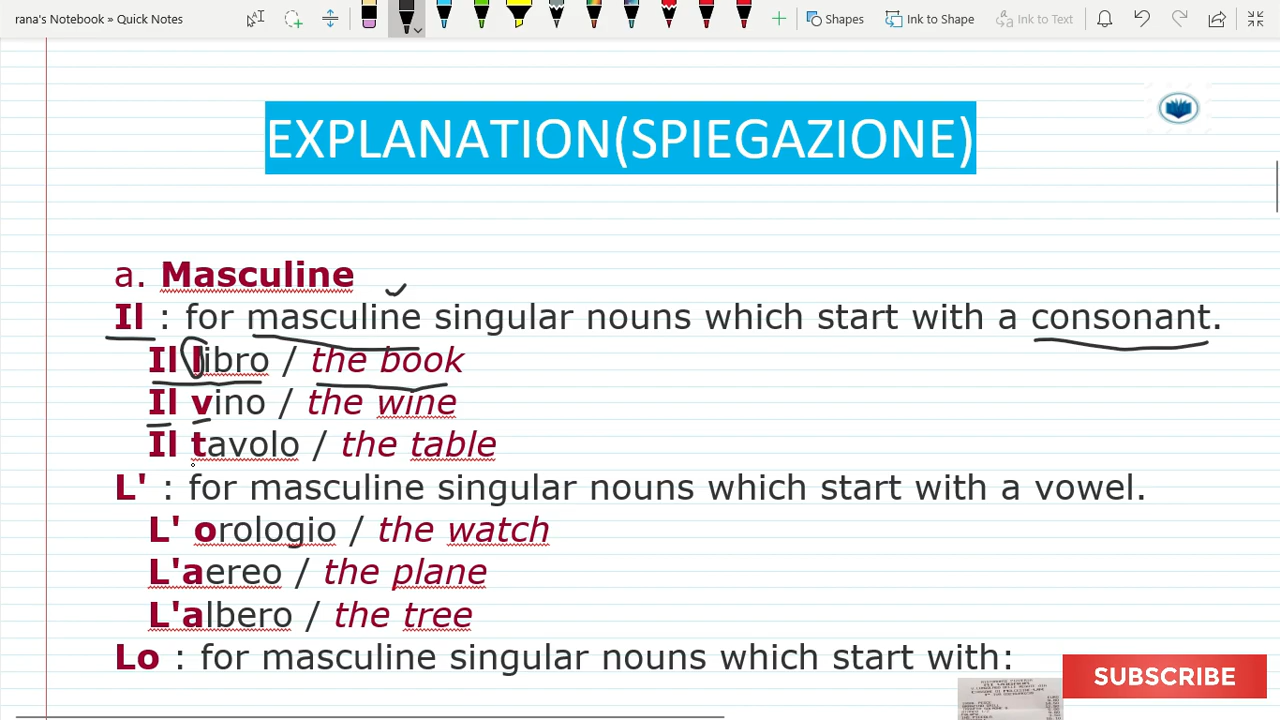 rana's Notebook » Quick Notes
Shapes
Ink to Shape
Ink to Text
EXPLANATION(SPIEGAZIONE)
a. Masculine
Il : for masculine singular nouns which start with a consonant.
Il libro / the book
Il vino / the wine
Il tavolo / the table
L' : for masculine singular nouns which start with a vowel.
L' orologio / the watch
L'aereo / the plane
L'albero / the tree
Lo : for masculine singular nouns which start with:
SUBSCRIBE